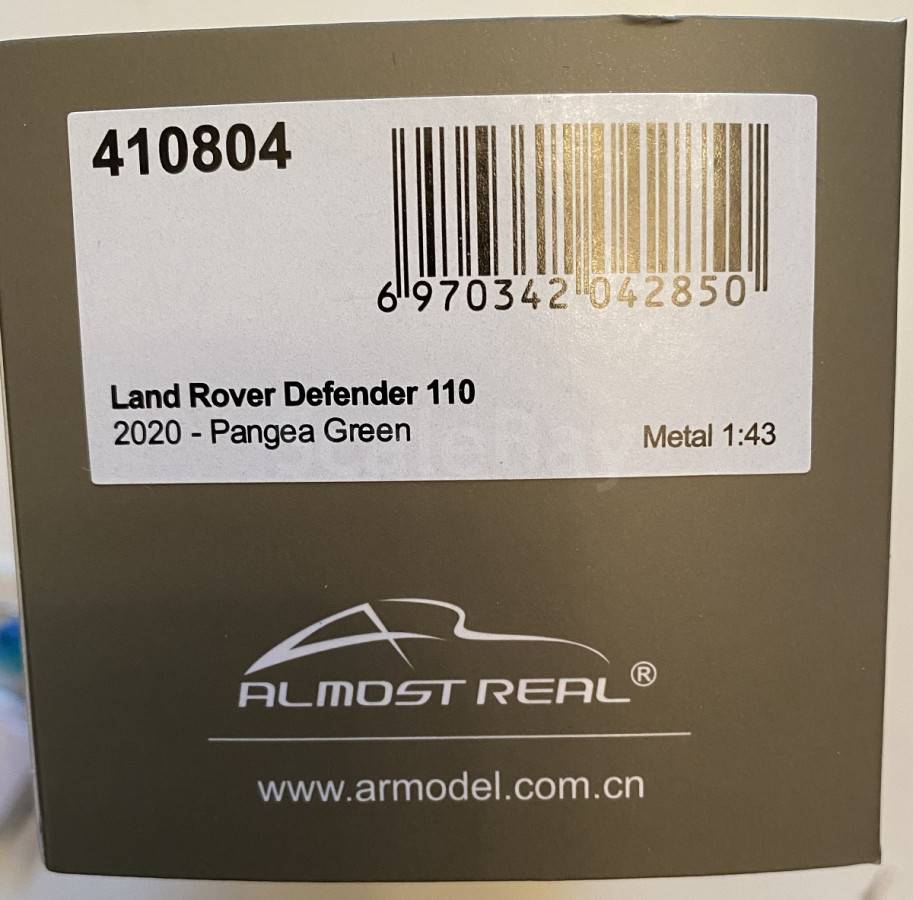 410804
6 970342 042850
Land Rover Defender 110
2020 - Pangea Green
Metal 1:43
ALMOST REAL®
www.armodel.com.cn